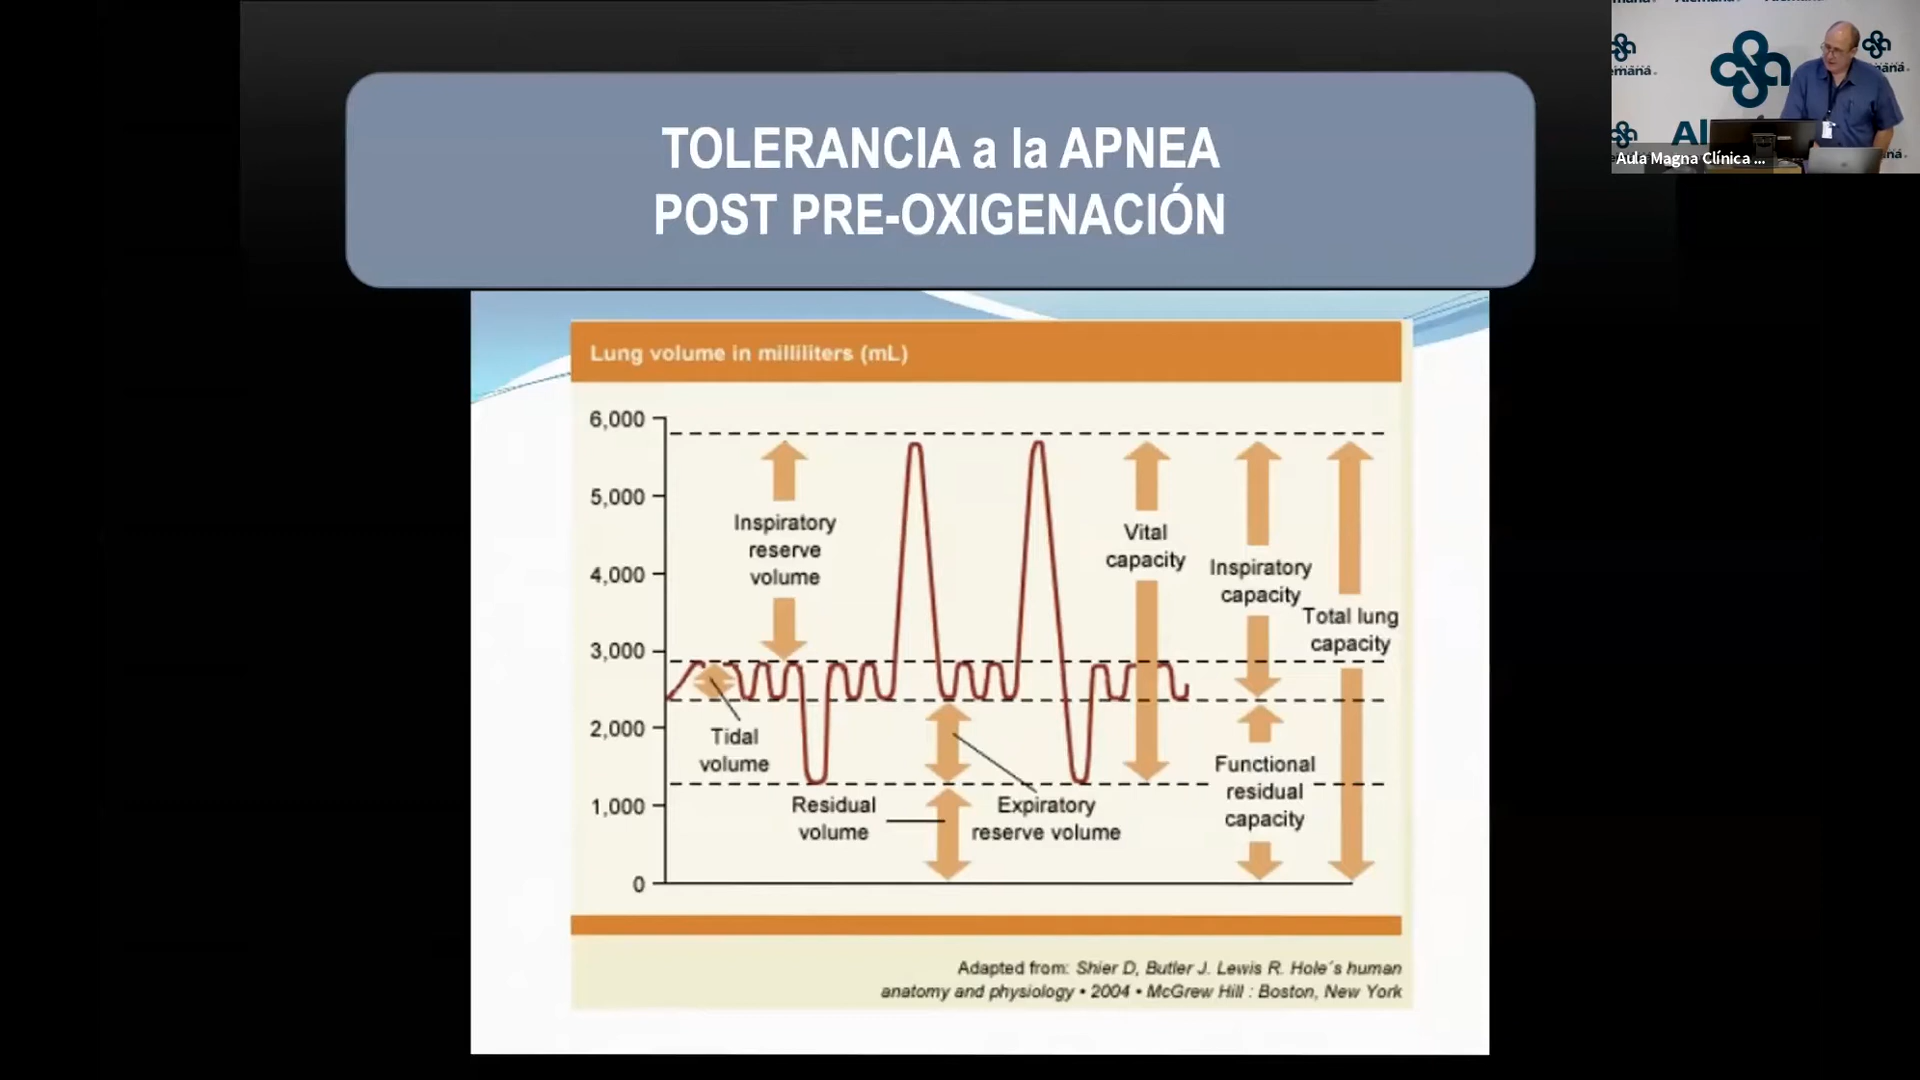 TOLERANCIA a la APNEA
POST PRE-OXIGENACIÓN
Lung volume in milliliters (mL)
6,000
5,000
4,000
3,000
2,000
1,000
0
Inspiratory
reserve
volume
Tidal
volume
Residual
volume
Expiratory
reserve volume
Vital
capacity
Inspiratory
capacity
Functional
residual
capacity
Total lung
capacity
Adapted from: Shier D, Butler J. Lewis R. Hole´s human
anatomy and physiology • 2004 • McGrew Hill : Boston, New York
Aula Magna Clínica ...